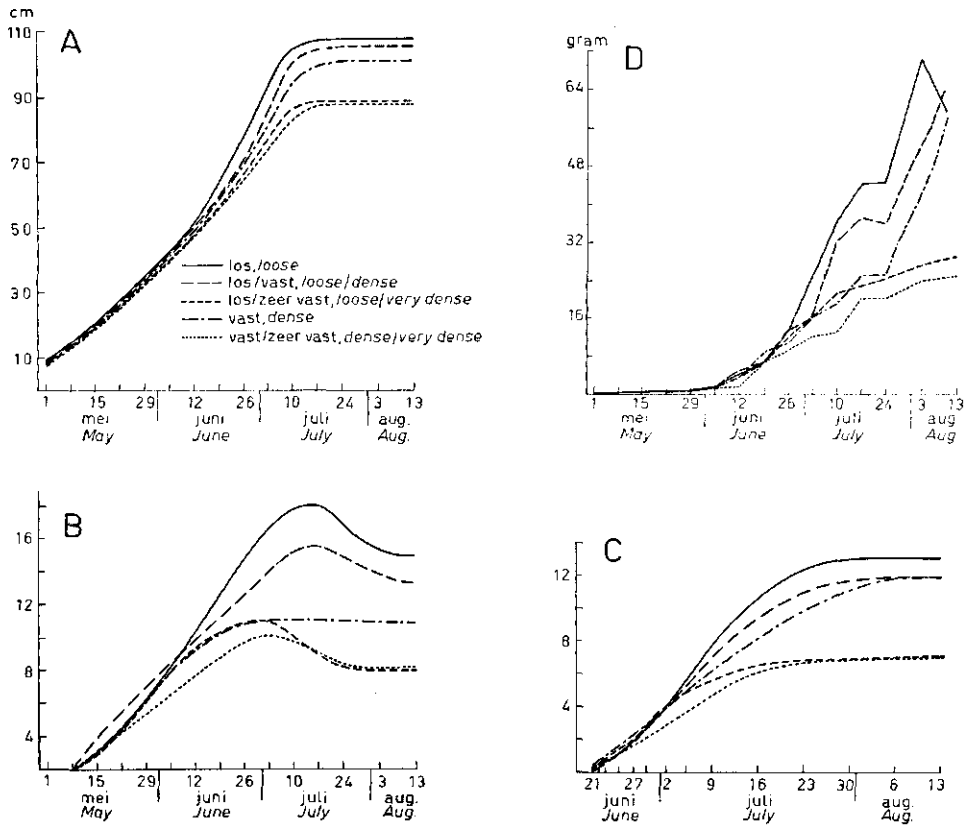 cm
A
110
90
70
50
30
10
los, loose
los/vast, loose/dense
los/zeer vast, loose/very dense
vast, dense
vast/zeer vast, dense/very dense
1 15 29 12 26 10 24 3 13
mei juni juli aug.
May June July Aug.
gram
D
64
48
32
16
1 15 29 12 26 10 24 3 13
mei juni juli aug.
May June July Aug.
B
16
12
8
4
1 15 29 12 26 10 24 3 13
mei juni juli aug.
May June July Aug.
C
12
8
4
21 27 2 9 16 23 30 6 13
juni juli aug.
June July Aug.